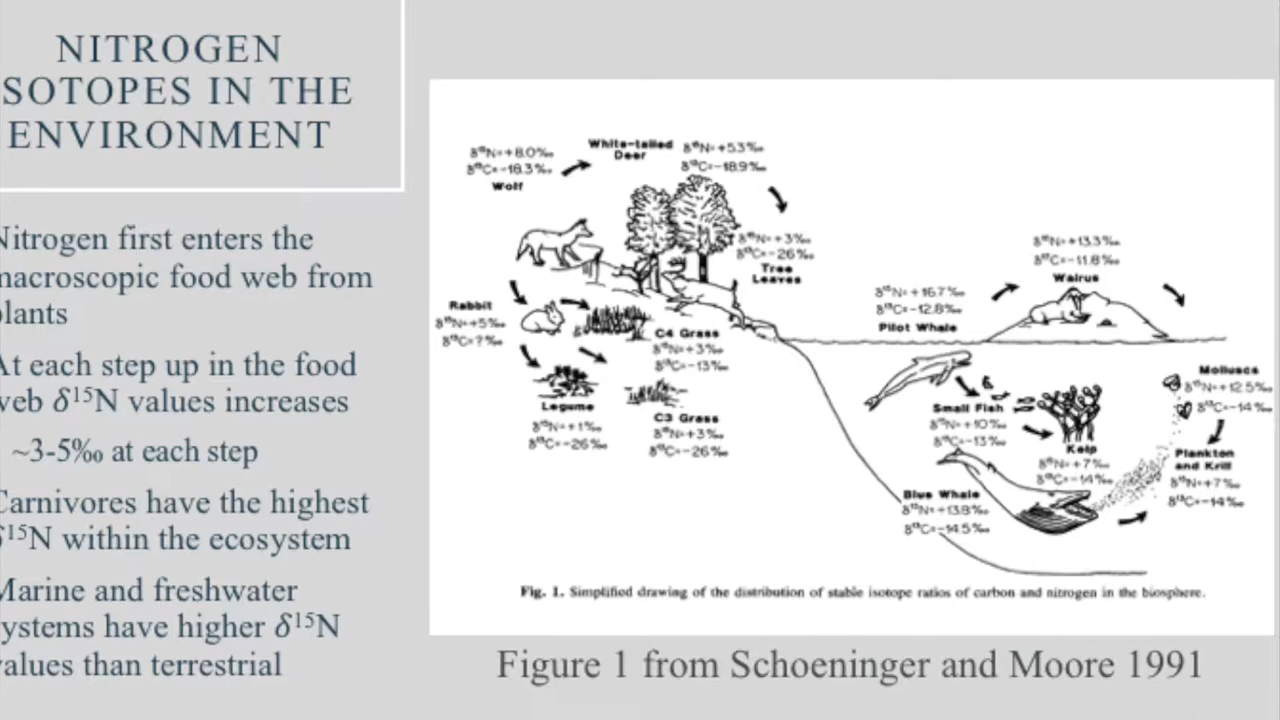 NITROGEN
SOTOPES IN THE
ENVIRONMENT
Nitrogen first enters the
macroscopic food web from
plants
At each step up in the food
web δ¹⁵N values increases
~3-5‰ at each step
Carnivores have the highest
δ¹⁵N within the ecosystem
Marine and freshwater
systems have higher δ¹⁵N
values than terrestrial
δ¹⁵N=+8.0‰
δ¹³C=-18.3‰
Wolf
White-tailed
Deer
δ¹⁵N=+5.3‰
δ¹³C=-18.9‰
δ¹⁵N=+3‰
δ¹³C=-26‰
Tree
Leaves
Rabbit
δ¹⁵N=+5‰
δ¹³C=?‰
C4 Grass
δ¹⁵N=+3‰
δ¹³C=-13‰
Legume
δ¹⁵N=+1‰
δ¹³C=-26‰
C3 Grass
δ¹⁵N=+3‰
δ¹³C=-26‰
δ¹⁵N=+16.7‰
δ¹³C=-12.8‰
Pilot Whale
δ¹⁵N=+13.3‰
δ¹³C=-11.8‰
Walrus
Small Fish
δ¹⁵N=+10‰
δ¹³C=-13‰
Kelp
δ¹⁵N=+7‰
δ¹³C=-14‰
Molluscs
δ¹⁵N=+12.5‰
δ¹³C=-14‰
Plankton
and Krill
δ¹⁵N=+7‰
δ¹³C=-14‰
Blue Whale
δ¹⁵N=+13.8‰
δ¹³C=-14.5‰
Fig. 1. Simplified drawing of the distribution of stable isotope ratios of carbon and nitrogen in the biosphere.
Figure 1 from Schoeninger and Moore 1991